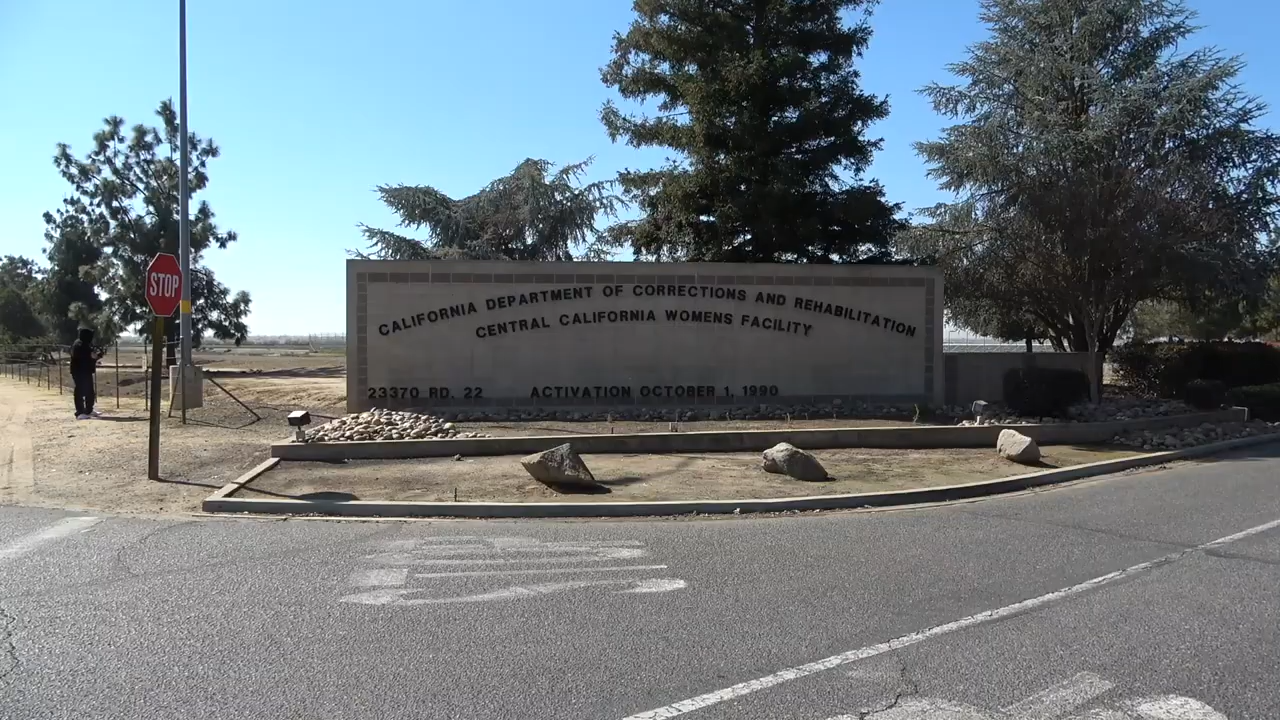 STOP
CALIFORNIA DEPARTMENT OF CORRECTIONS AND REHABILITATION
CENTRAL CALIFORNIA WOMENS FACILITY
23370 RD. 22 ACTIVATION OCTOBER 1, 1990